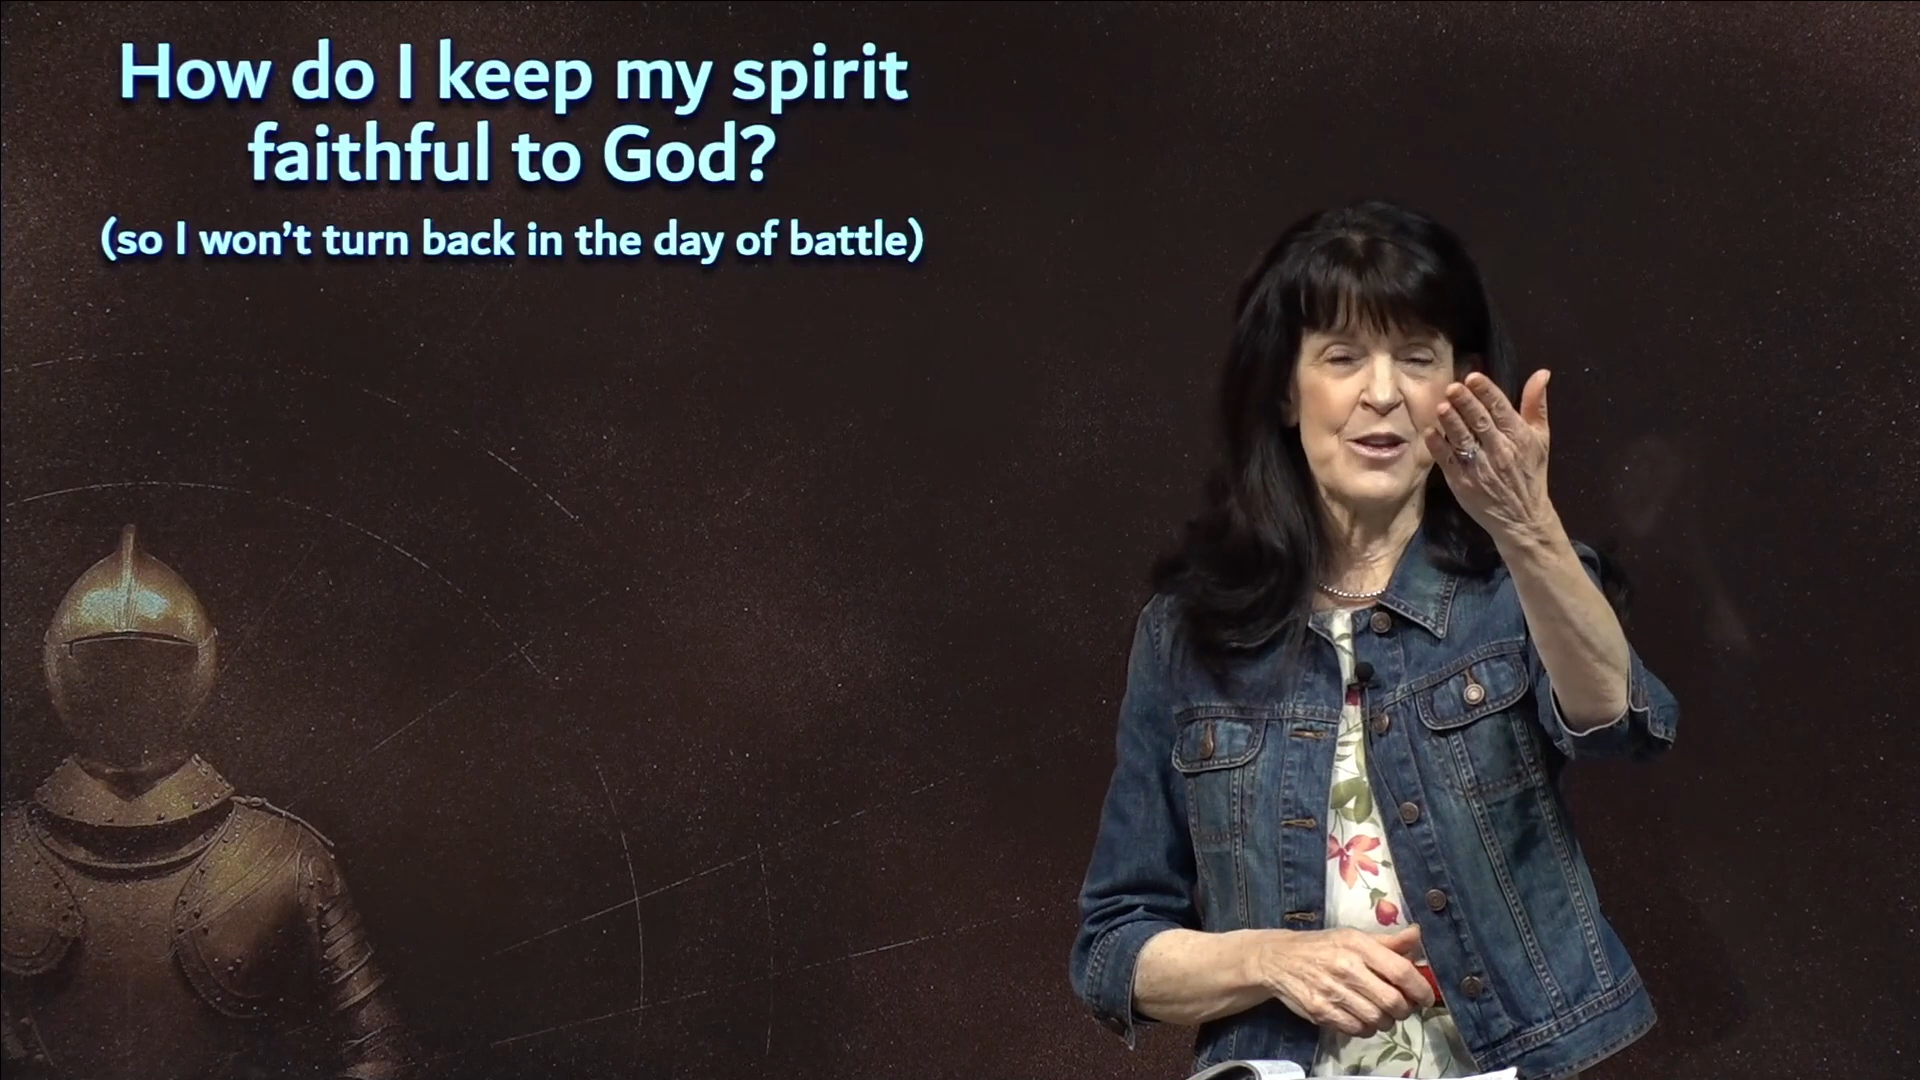 How do I keep my spirit
faithful to God?
(so I won't turn back in the day of battle)